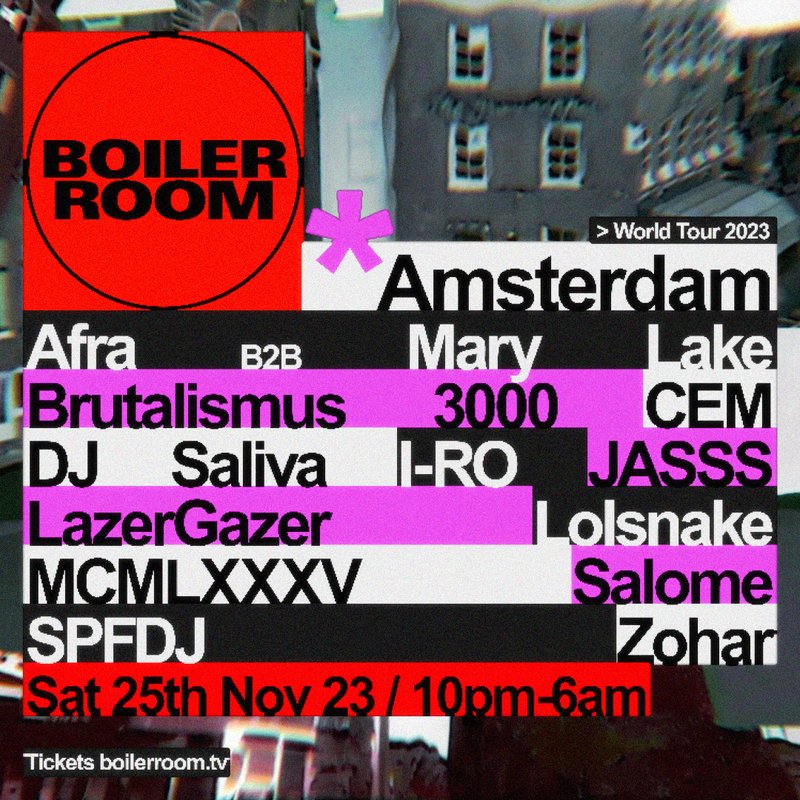 BOILER
ROOM
> World Tour 2023
*Amsterdam
Afra B2B Mary Lake
Brutalismus 3000 CEM
DJ Saliva I-RO JASSS
LazerGazer Lolsnake
MCMLXXXV Salome
SPFDJ Zohar
Sat 25th Nov 23 / 10pm-6am
Tickets boilerroom.tv